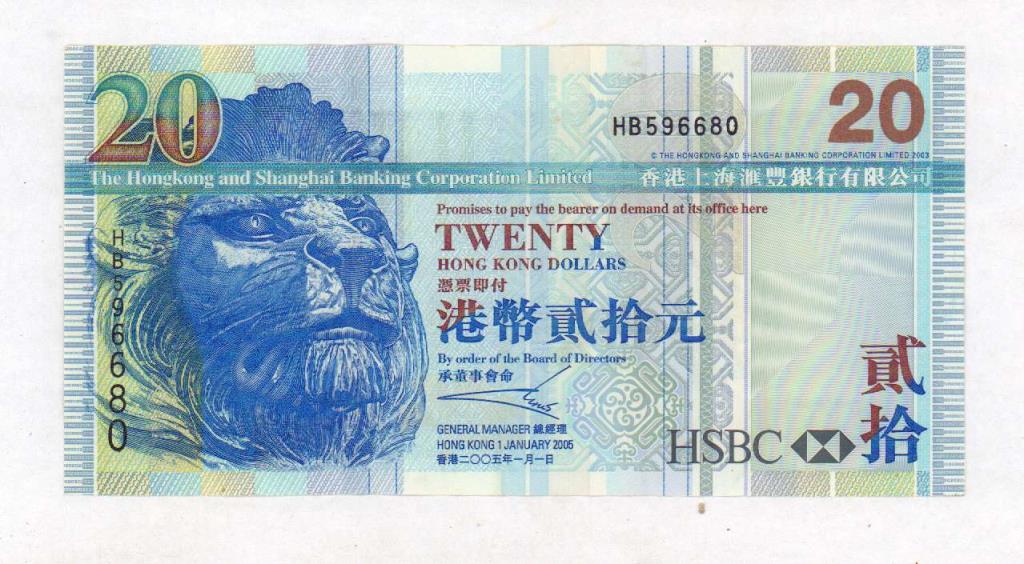 20
HB596680
20
© THE HONGKONG AND SHANGHAI BANKING CORPORATION LIMITED 2003
The Hongkong and Shanghai Banking Corporation Limited 香港上海滙豐銀行有限公司
HB596680
Promises to pay the bearer on demand at its office here
TWENTY
HONG KONG DOLLARS
憑票即付
港幣貳拾元
By order of the Board of Directors
承董事會命
GENERAL MANAGER 總經理
HONG KONG 1 JANUARY 2005
香港二〇〇五年一月一日
HSBC
貳拾